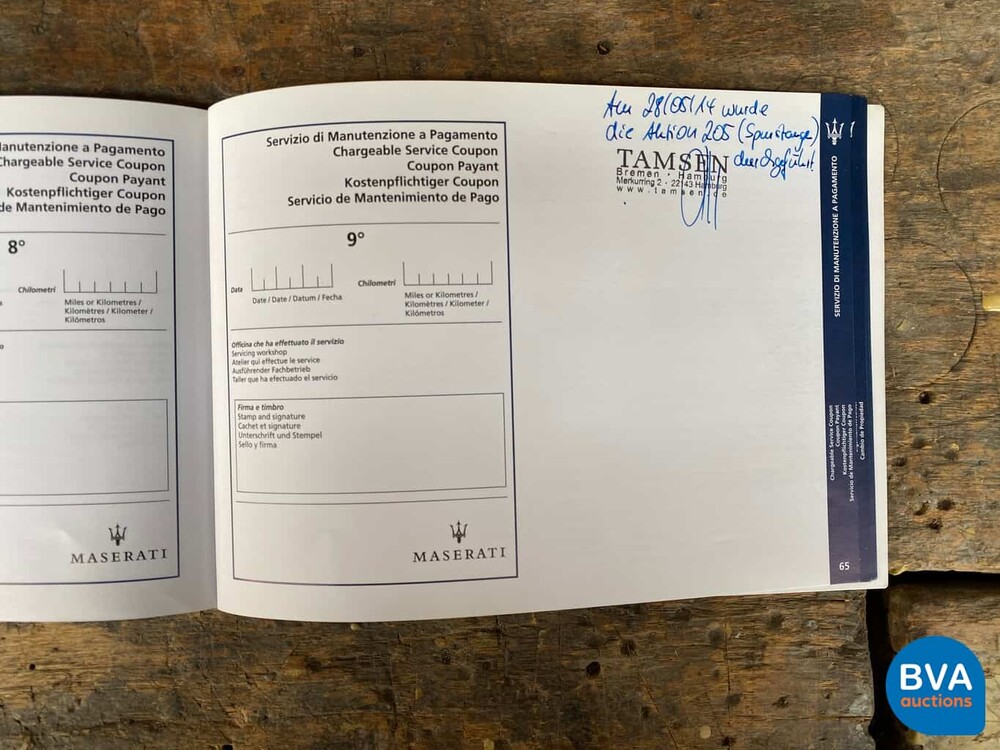 Manutenzione a Pagamento
Chargeable Service Coupon
Coupon Payant
Kostenpflichtiger Coupon
de Mantenimiento de Pago
8°
Chilometri
Miles or Kilometres /
Kilomètres / Kilometer /
Kilómetros
MASERATI
Servizio di Manutenzione a Pagamento
Chargeable Service Coupon
Coupon Payant
Kostenpflichtiger Coupon
Servicio de Mantenimiento de Pago
9°
Data
Date / Date / Datum / Fecha
Chilometri
Miles or Kilometres /
Kilomètres / Kilometer /
Kilómetros
Officina che ha effettuato il servizio
Servicing workshop
Atelier qui effectue le service
Ausführender Fachbetrieb
Taller que ha efectuado el servicio
Firma e timbro
Stamp and signature
Cachet et signature
Unterschrift und Stempel
Sello y firma
MASERATI
Am 28/05/14 wurde
die Aktion 205 (Spurstange)
durchgeführt!
TAMSEN
Bremen · Hamburg
Merkurring 2 · 22143 Hamburg
www.tamsen.de
SERVIZIO DI MANUTENZIONE A PAGAMENTO
Chargeable Service Coupon
Coupon Payant
Kostenpflichtiger Coupon
Servicio de Mantenimiento de Pago
Cambio de Propiedad
65
BVA
auctions